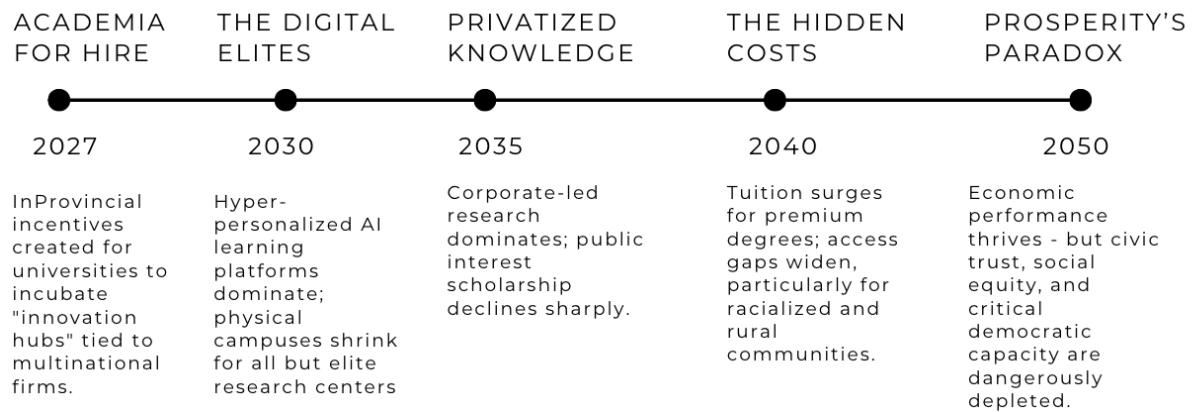 ACADEMIA
FOR HIRE
THE DIGITAL
ELITES
PRIVATIZED
KNOWLEDGE
THE HIDDEN
COSTS
PROSPERITY'S
PARADOX
2027
2030
2035
2040
2050
InProvincial
incentives
created for
universities to
incubate
"innovation
hubs" tied to
multinational
firms.
Hyper-
personalized AI
learning
platforms
dominate;
physical
campuses shrink
for all but elite
research centers
Corporate-led
research
dominates; public
interest
scholarship
declines sharply.
Tuition surges
for premium
degrees; access
gaps widen,
particularly for
racialized and
rural
communities.
Economic
performance
thrives - but civic
trust, social
equity, and
critical
democratic
capacity are
dangerously
depleted.